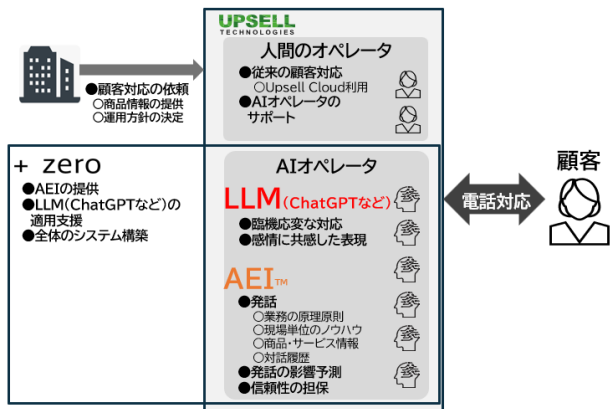 UPSELL
TECHNOLOGIES
人間のオペレータ
●従来の顧客対応
○Upsell Cloud利用
●AIオペレータの
サポート
●顧客対応の依頼
○商品情報の提供
○運用方針の決定
+ zero
●AEIの提供
●LLM(ChatGPTなど)の
適用支援
●全体のシステム構築
AIオペレータ
LLM(ChatGPTなど)
●臨機応変な対応
●感情に共感した表現
AEI™
●発話
○業務の原理原則
○現場単位のノウハウ
○商品・サービス情報
○対話履歴
●発話の影響予測
●信頼性の担保
電話対応
顧客